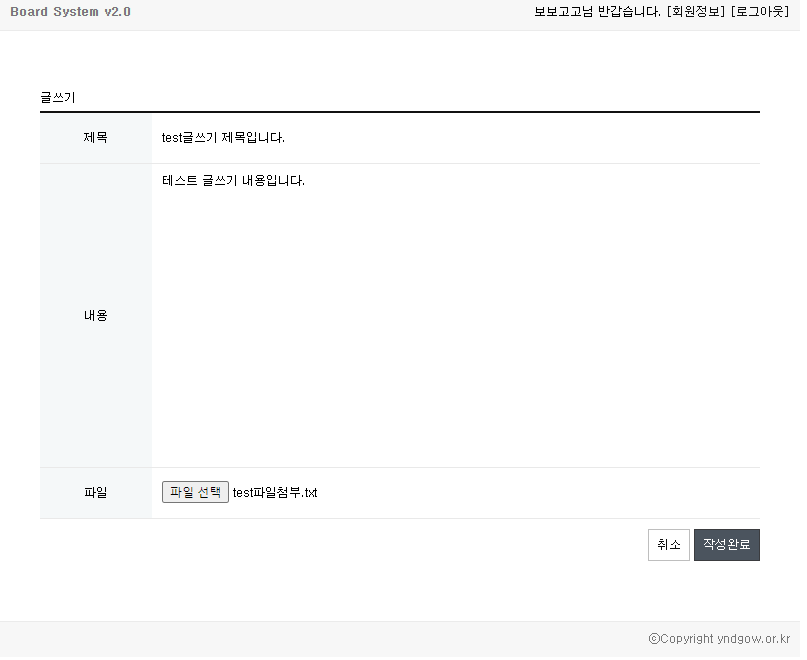 Board System v2.0
보보고고님 반갑습니다. [회원정보] [로그아웃]
글쓰기
제목 test글쓰기 제목입니다.
테스트 글쓰기 내용입니다.
내용
파일 파일 선택 test파일첨부.txt
취소 작성완료
ⓒCopyright yndgow.or.kr